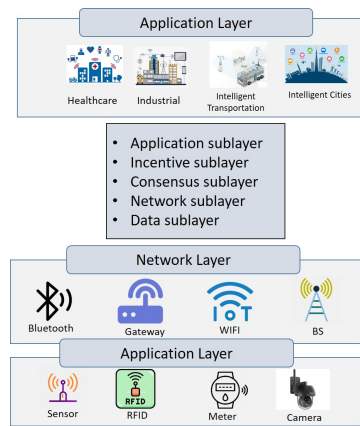 Application Layer
Healthcare
Industrial
Intelligent
Transportation
Intelligent Cities
• Application sublayer
• Incentive sublayer
• Consensus sublayer
• Network sublayer
• Data sublayer
Network Layer
Bluetooth
Gateway
IoT
WIFI
BS
Application Layer
Sensor
RFID
RFID
Meter
Camera